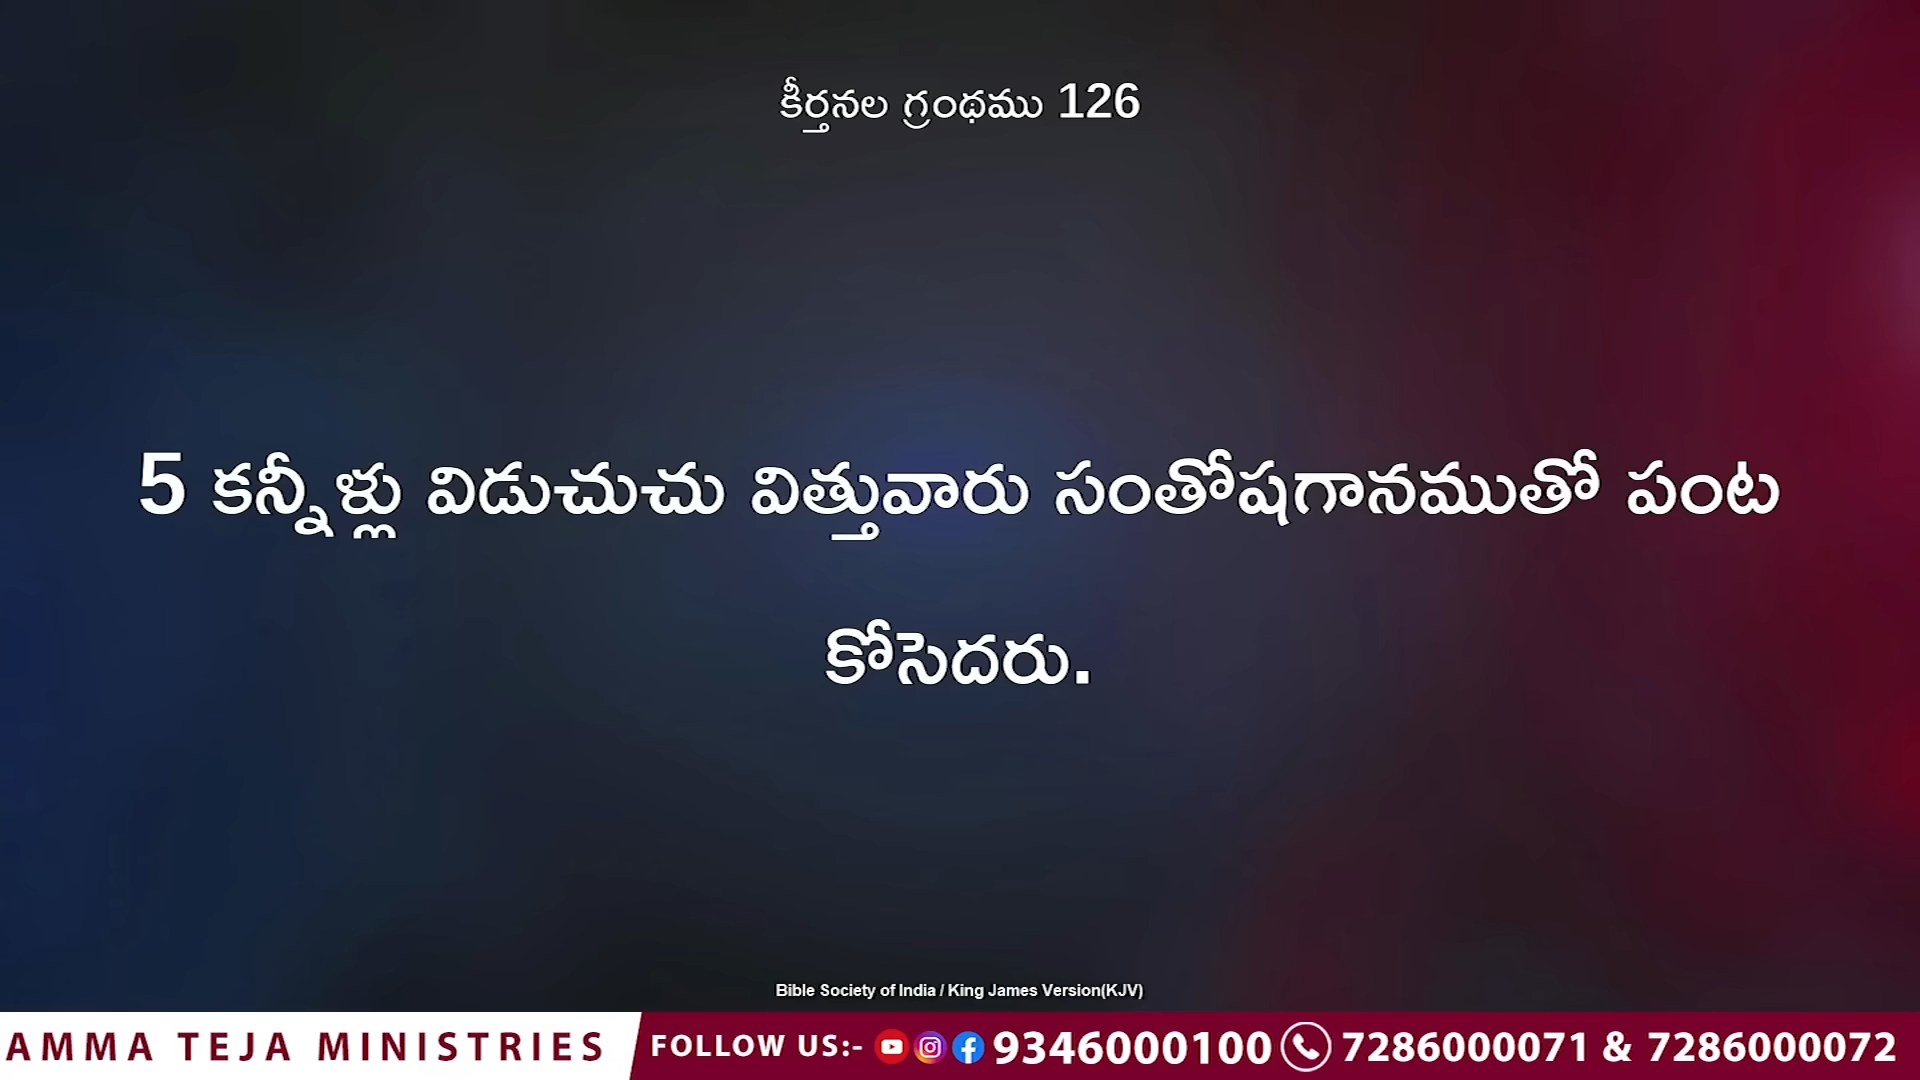 కీర్తనల గ్రంథము 126
5 కన్నీళ్లు విడుచుచు విత్తువారు సంతోషగానముతో పంట
కోసెదరు.
Bible Society of India / King James Version(KJV)
AMMA TEJA MINISTRIES FOLLOW US:- 9346000100 7286000071 & 7286000072